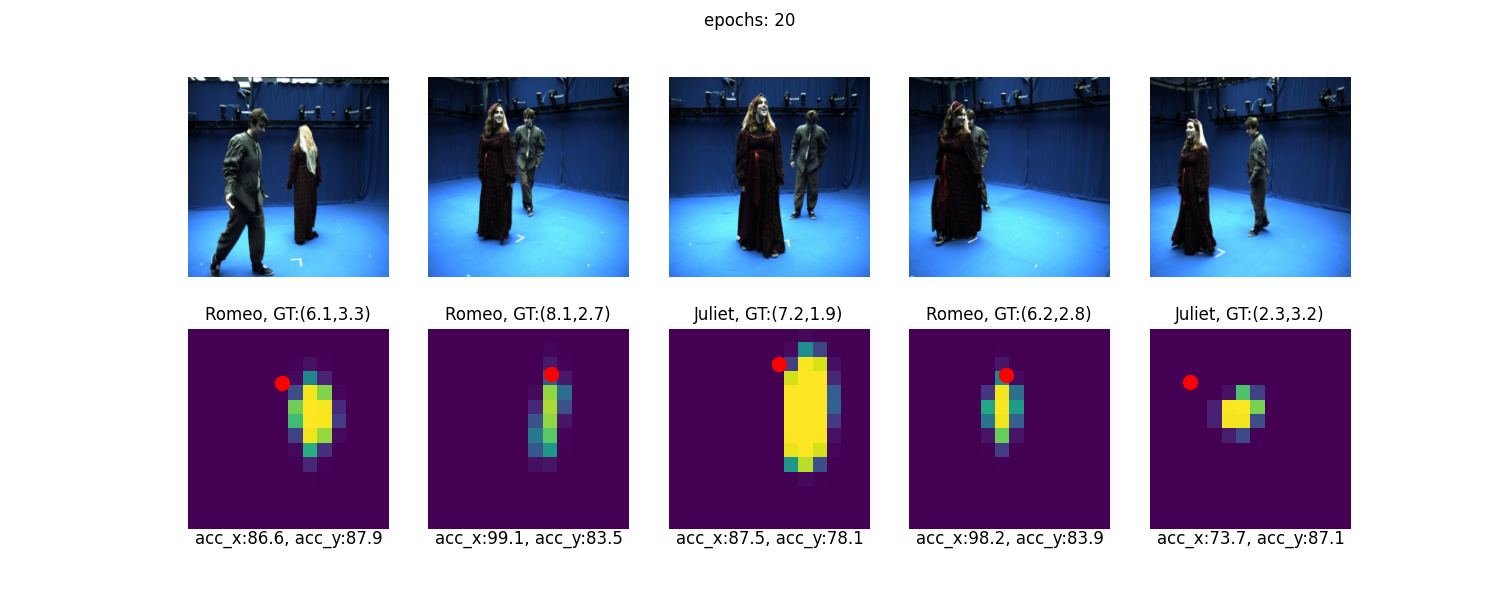 epochs: 20
Romeo, GT:(6.1,3.3)
Romeo, GT:(8.1,2.7)
Juliet, GT:(7.2,1.9)
Romeo, GT:(6.2,2.8)
Juliet, GT:(2.3,3.2)
acc_x:86.6, acc_y:87.9
acc_x:99.1, acc_y:83.5
acc_x:87.5, acc_y:78.1
acc_x:98.2, acc_y:83.9
acc_x:73.7, acc_y:87.1